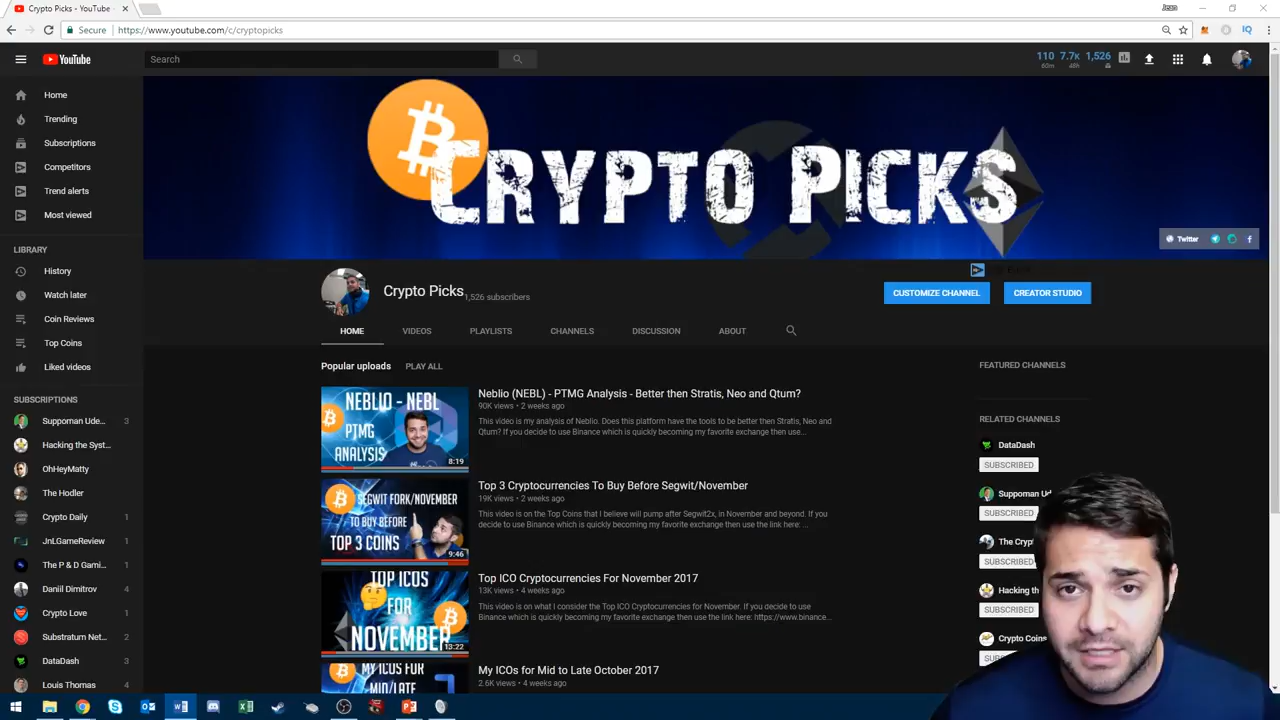 Crypto Picks - YouTube
Jean
Secure
https://www.youtube.com/c/cryptopicks
IQ
YouTube
Search
110 7.7K 1,526
60m 48h
Home
Trending
Subscriptions
Competitors
Trend alerts
Most viewed
LIBRARY
History
Watch later
Coin Reviews
Top Coins
Liked videos
SUBSCRIPTIONS
Suppoman Ude... 3
Hacking the Syst...
OhHeyMatty
The Hodler
Crypto Daily 1
JnLGameReview 1
The P & D Gami... 1
Daniil Dimitrov 4
Crypto Love 1
Substratum Net... 2
DataDash 3
Louis Thomas 4
CRYPTO PICKS
Twitter
Crypto Picks
1,526 subscribers
CUSTOMIZE CHANNEL
CREATOR STUDIO
HOME
VIDEOS
PLAYLISTS
CHANNELS
DISCUSSION
ABOUT
Popular uploads
PLAY ALL
NEBLIO - NEBL
PTMG
ANALYSIS
8:19
Neblio (NEBL) - PTMG Analysis - Better then Stratis, Neo and Qtum?
90K views • 2 weeks ago
This video is my analysis of Neblio. Does this platform have the tools to be better then Stratis, Neo and
Qtum? If you decide to use Binance which is quickly becoming my favorite exchange then use...
SEGWIT FORK/NOVEMBER
TO BUY BEFORE
TOP 3 COINS
9:46
Top 3 Cryptocurrencies To Buy Before Segwit/November
19K views • 2 weeks ago
This video is on the Top Coins that I believe will pump after Segwit2x, in November and beyond. If you
decide to use Binance which is quickly becoming my favorite exchange then use the link here: ...
TOP ICOS
FOR
NOVEMBER
13:22
Top ICO Cryptocurrencies For November 2017
13K views • 4 weeks ago
This video is on what I consider the Top ICO Cryptocurrencies for November. If you decide to use
Binance which is quickly becoming my favorite exchange then use the link here: https://www.binance...
MY ICOS FOR
MID/LATE
My ICOs for Mid to Late October 2017
2.6K views • 4 weeks ago
FEATURED CHANNELS
RELATED CHANNELS
DataDash
SUBSCRIBED
Suppoman Ud
SUBSCRIBED
The Cryp
SUBSCRIBED
Hacking th
SUBSCRIBED
Crypto Coins
SUBS